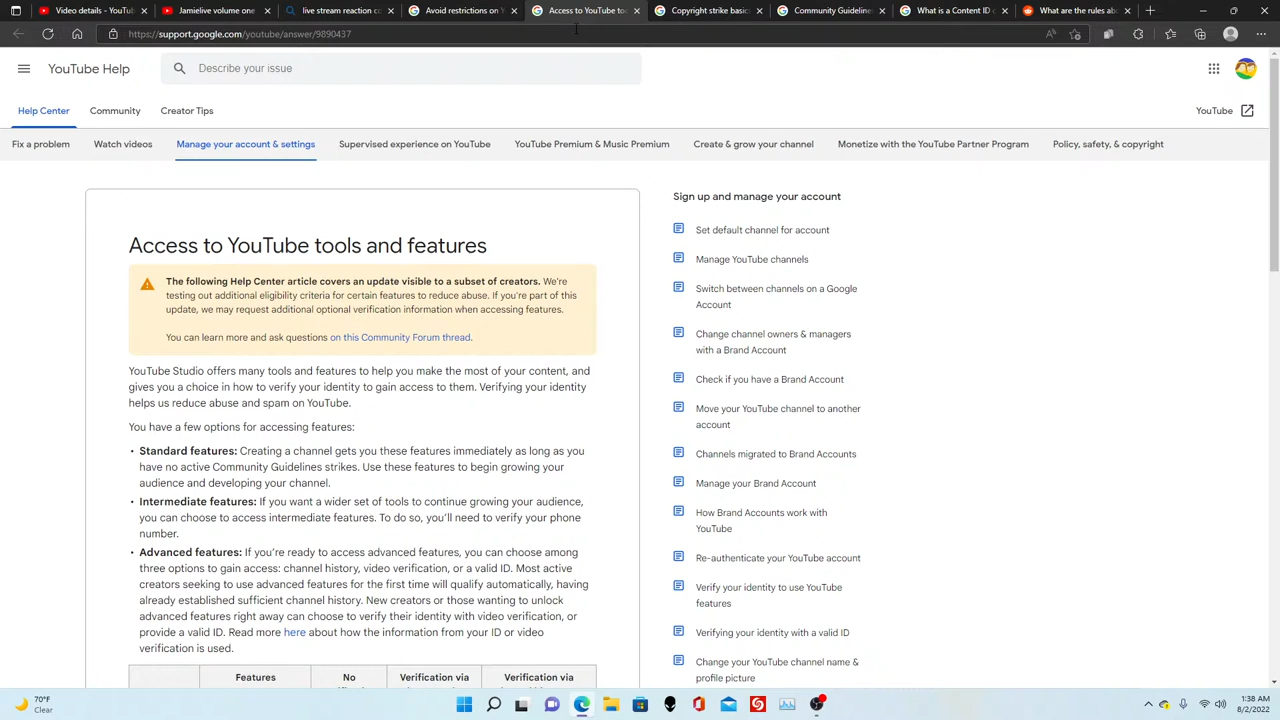 Video details - YouTube S
Jamielive volume one
live stream reaction co
Avoid restriction on Y
Access to YouTube too
Copyright strike basic
Community Guideline
What is a Content ID c
What are the rules abo
https://support.google.com/youtube/answer/9890437
YouTube Help
Describe your issue
Help Center
Community
Creator Tips
YouTube
Fix a problem
Watch videos
Manage your account & settings
Supervised experience on YouTube
YouTube Premium & Music Premium
Create & grow your channel
Monetize with the YouTube Partner Program
Policy, safety, & copyright
Access to YouTube tools and features
The following Help Center article covers an update visible to a subset of creators. We're
testing out additional eligibility criteria for certain features to reduce abuse. If you're part of this
update, we may request additional optional verification information when accessing features.
You can learn more and ask questions on this Community Forum thread.
YouTube Studio offers many tools and features to help you make the most of your content, and
gives you a choice in how to verify your identity to gain access to them. Verifying your identity
helps us reduce abuse and spam on YouTube.
You have a few options for accessing features:
• Standard features: Creating a channel gets you these features immediately as long as you
have no active Community Guidelines strikes. Use these features to begin growing your
audience and developing your channel.
• Intermediate features: If you want a wider set of tools to continue growing your audience,
you can choose to access intermediate features. To do so, you'll need to verify your phone
number.
• Advanced features: If you're ready to access advanced features, you can choose among
three options to gain access: channel history, video verification, or a valid ID. Most active
creators seeking to use advanced features for the first time will qualify automatically, having
already established sufficient channel history. New creators or those wanting to unlock
advanced features right away can choose to verify their identity with video verification, or
provide a valid ID. Read more here about how the information from your ID or video
verification is used.
Features
No
Verification via
Verification via
Sign up and manage your account
Set default channel for account
Manage YouTube channels
Switch between channels on a Google
Account
Change channel owners & managers
with a Brand Account
Check if you have a Brand Account
Move your YouTube channel to another
account
Channels migrated to Brand Accounts
Manage your Brand Account
How Brand Accounts work with
YouTube
Re-authenticate your YouTube account
Verify your identity to use YouTube
features
Verifying your identity with a valid ID
Change your YouTube channel name &
profile picture
70°F
Clear
1:38 AM
8/2/2022